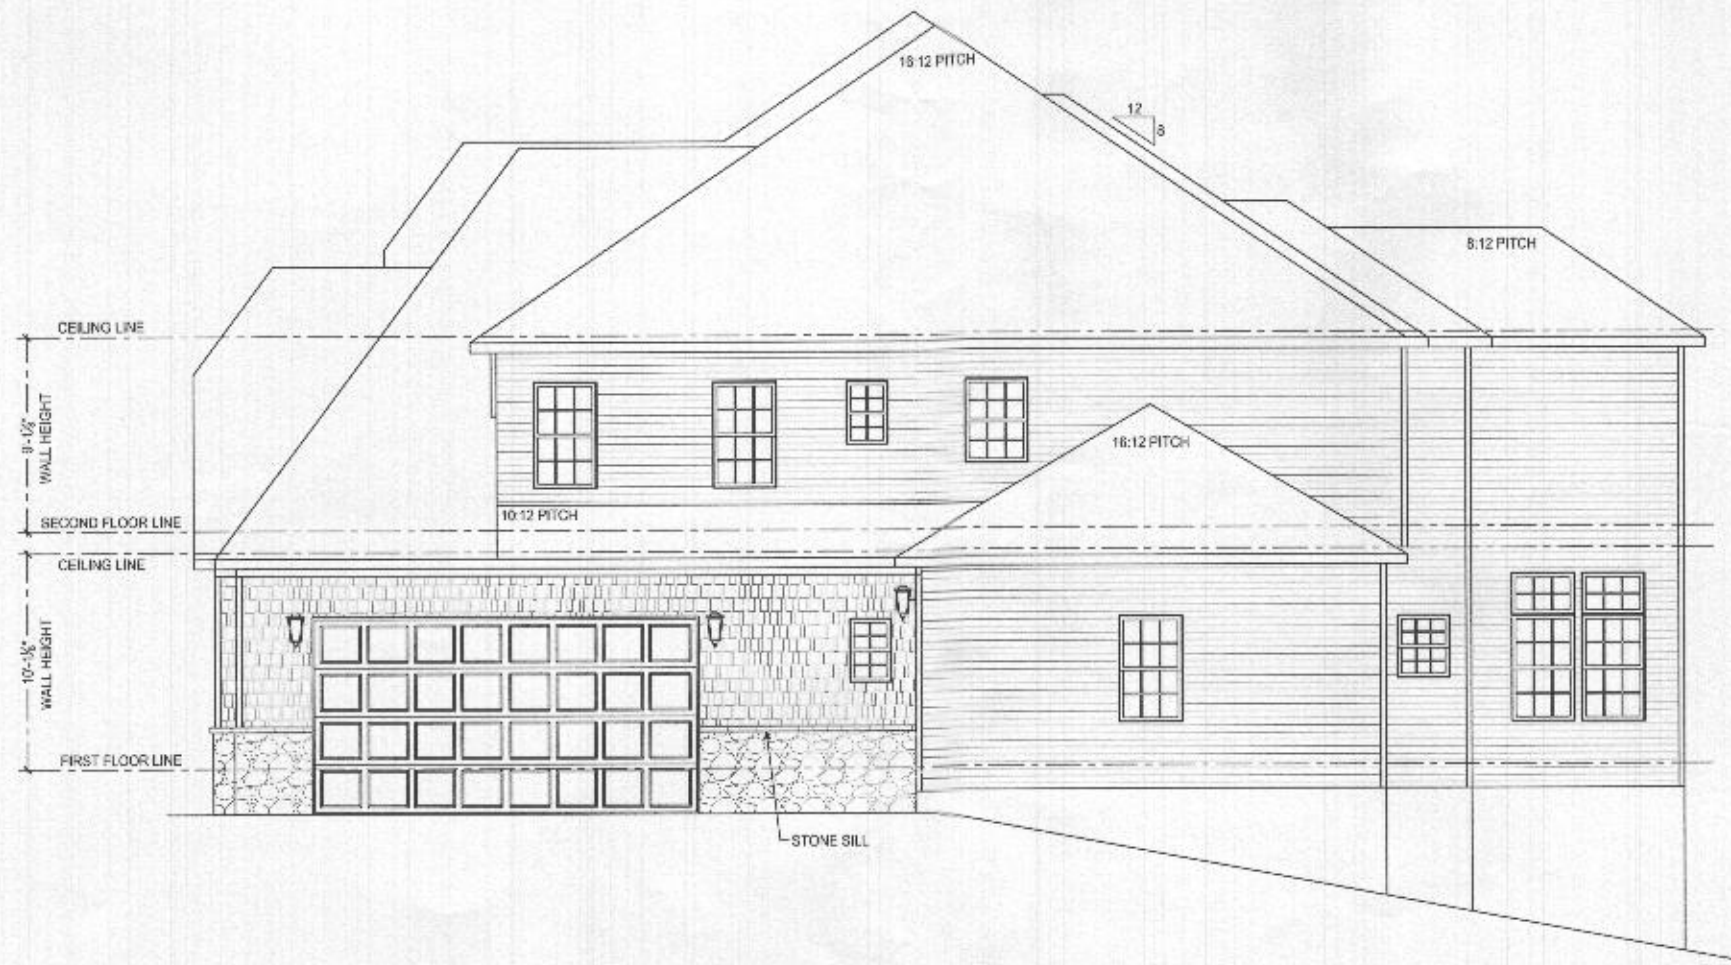 16:12 PITCH
12
8
8:12 PITCH
CEILING LINE
9'-1⅛"
WALL HEIGHT
16:12 PITCH
10:12 PITCH
SECOND FLOOR LINE
CEILING LINE
10'-1⅛"
WALL HEIGHT
FIRST FLOOR LINE
STONE SILL